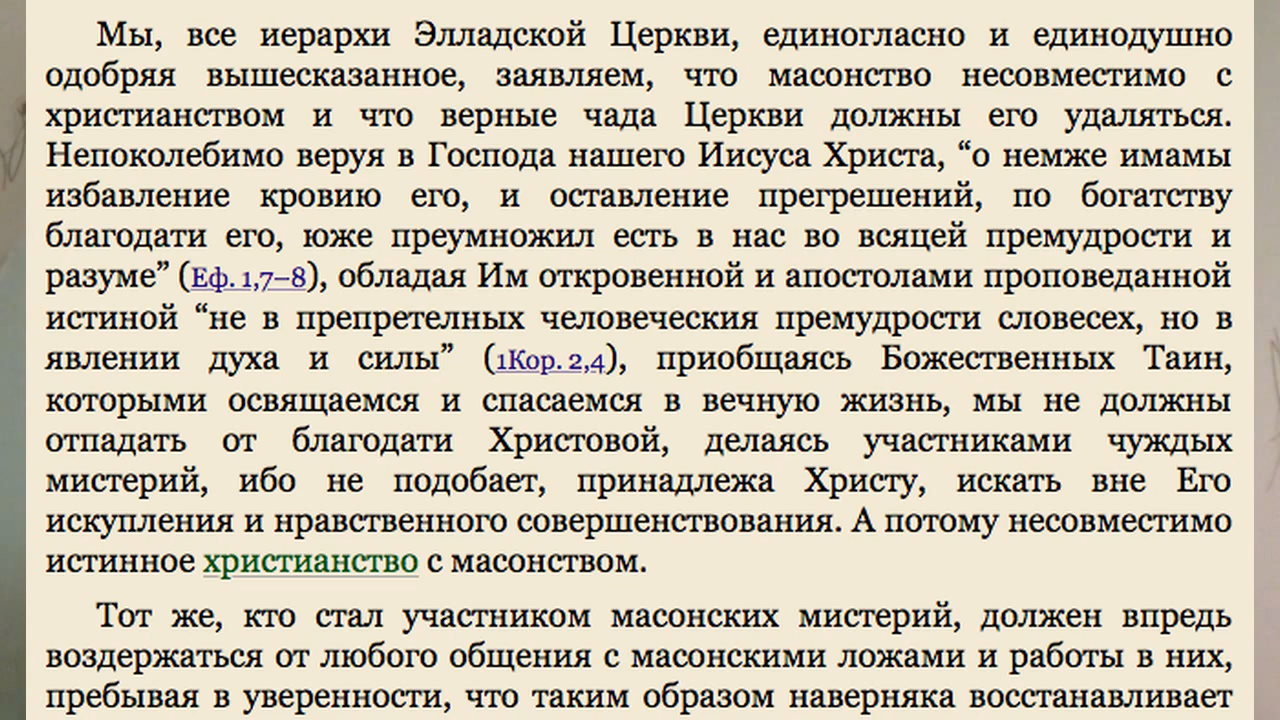 Мы, все иерархи Элладской Церкви, единогласно и единодушно
одобряя вышесказанное, заявляем, что масонство несовместимо с
христианством и что верные чада Церкви должны его удаляться.
Непоколебимо веруя в Господа нашего Иисуса Христа, “о немже имамы
избавление кровию его, и оставление прегрешений, по богатству
благодати его, юже преумножил есть в нас во всяцей премудрости и
разуме” (Еф. 1,7–8), обладая Им откровенной и апостолами проповеданной
истиной “не в препретелных человеческия премудрости словесех, но в
явлении духа и силы” (1Кор. 2,4), приобщаясь Божественных Таин,
которыми освящаемся и спасаемся в вечную жизнь, мы не должны
отпадать от благодати Христовой, делаясь участниками чуждых
мистерий, ибо не подобает, принадлежа Христу, искать вне Его
искупления и нравственного совершенствования. А потому несовместимо
истинное христианство с масонством.
Тот же, кто стал участником масонских мистерий, должен впредь
воздержаться от любого общения с масонскими ложами и работы в них,
пребывая в уверенности, что таким образом наверняка восстанавливает